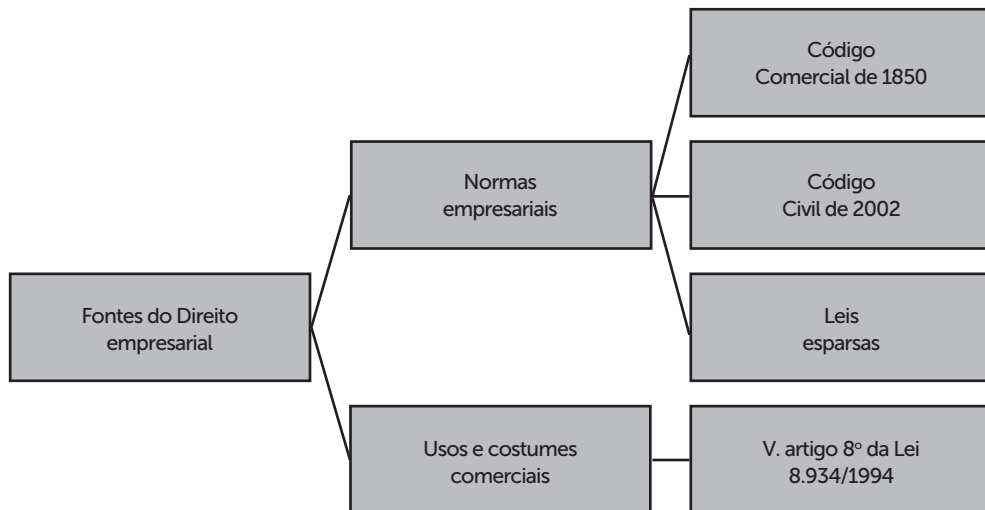 Fontes do Direito
empresarial
Normas
empresariais
Código
Comercial de 1850
Código
Civil de 2002
Leis
esparsas
Usos e costumes
comerciais
V. artigo 8º da Lei
8.934/1994